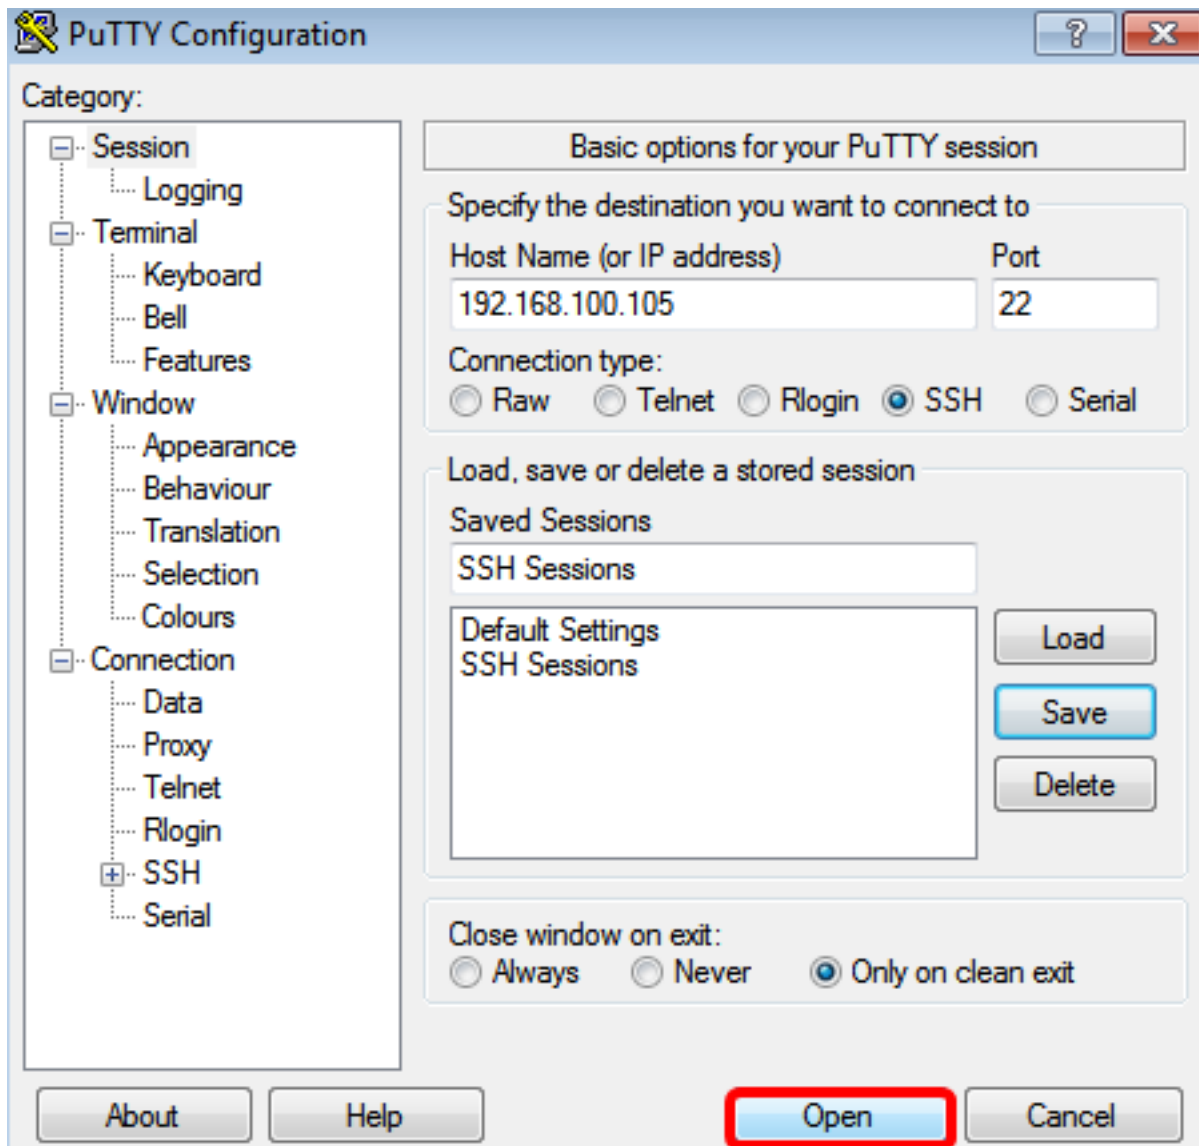 PuTTY Configuration
Category:
Session
Logging
Terminal
Keyboard
Bell
Features
Window
Appearance
Behaviour
Translation
Selection
Colours
Connection
Data
Proxy
Telnet
Rlogin
SSH
Serial
Basic options for your PuTTY session
Specify the destination you want to connect to
Host Name (or IP address) Port
192.168.100.105 22
Connection type:
Raw Telnet Rlogin SSH Serial
Load, save or delete a stored session
Saved Sessions
SSH Sessions
Default Settings
SSH Sessions
Load
Save
Delete
Close window on exit:
Always Never Only on clean exit
About Help Open Cancel